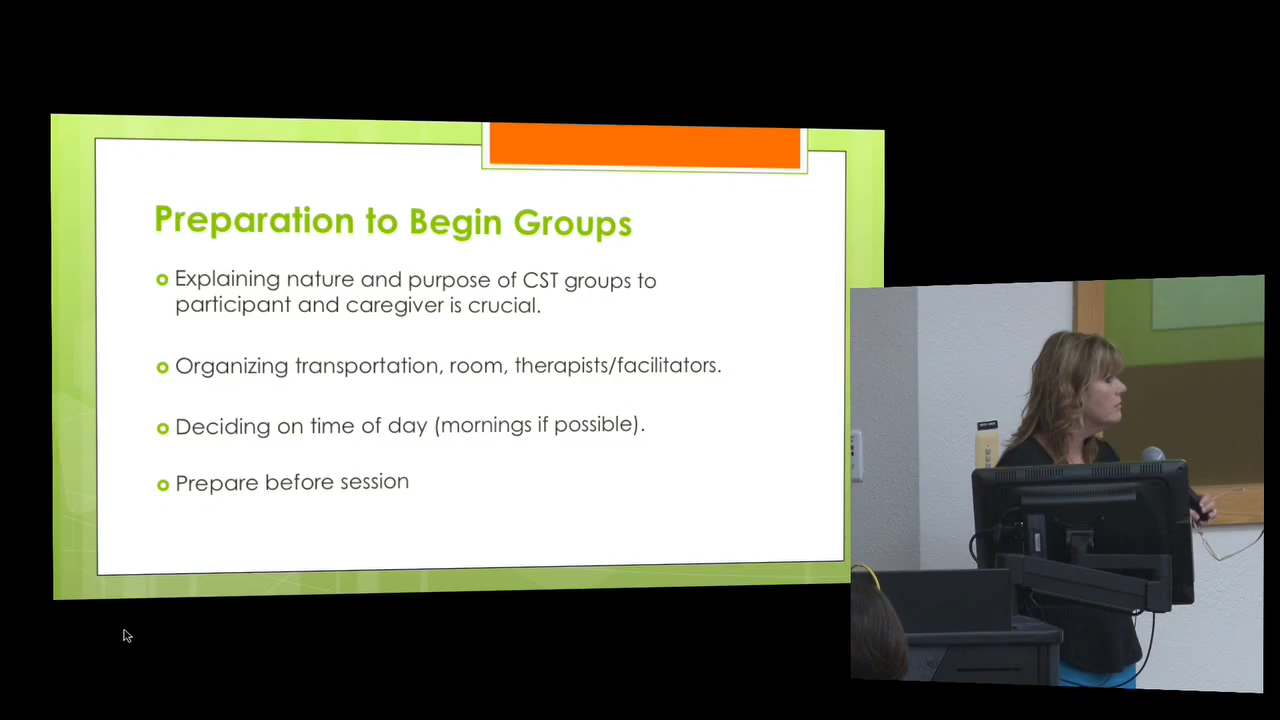 Preparation to Begin Groups
Explaining nature and purpose of CST groups to
participant and caregiver is crucial.
Organizing transportation, room, therapists/facilitators.
Deciding on time of day (mornings if possible).
Prepare before session